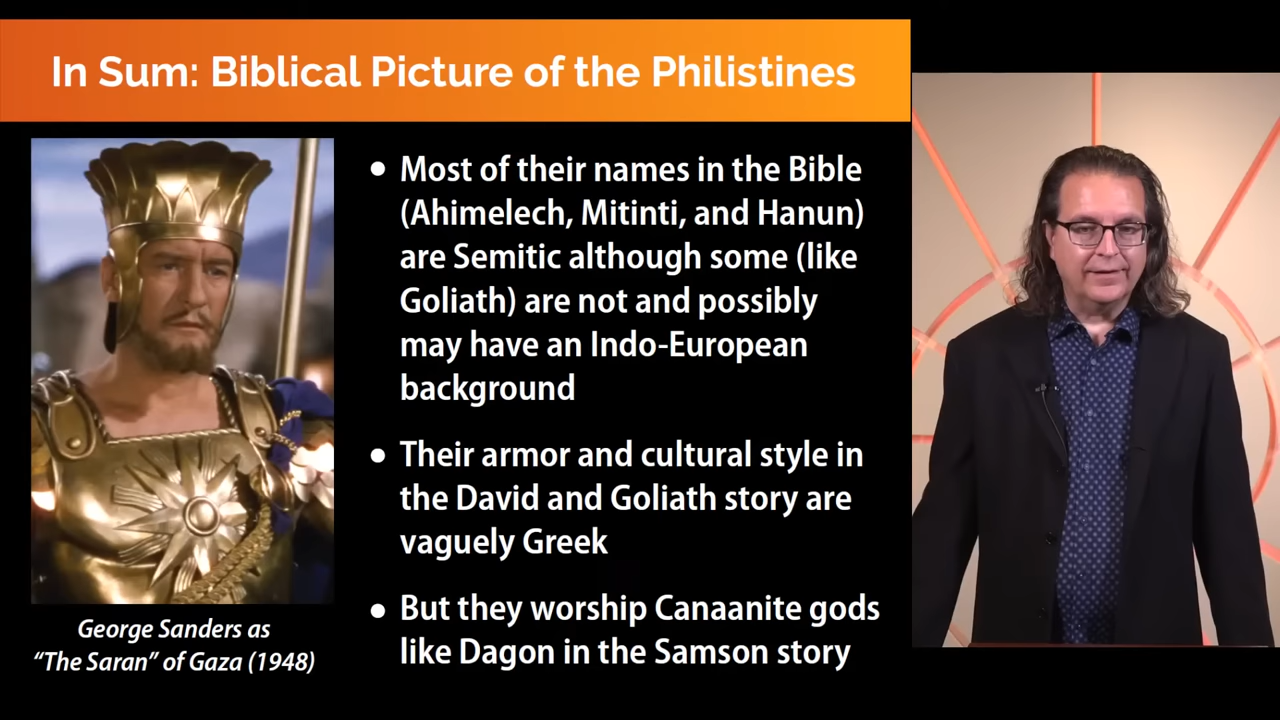 In Sum: Biblical Picture of the Philistines
• Most of their names in the Bible
(Ahimelech, Mitinti, and Hanun)
are Semitic although some (like
Goliath) are not and possibly
may have an Indo-European
background
• Their armor and cultural style in
the David and Goliath story are
vaguely Greek
• But they worship Canaanite gods
like Dagon in the Samson story
George Sanders as
“The Saran” of Gaza (1948)